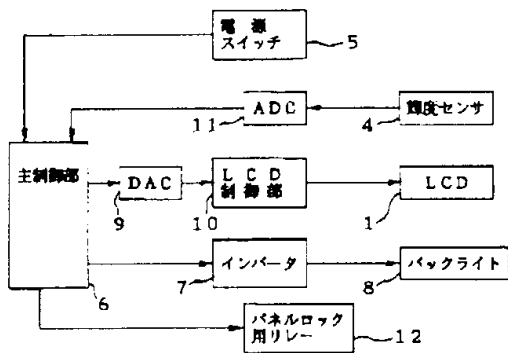 電源
スイッチ
5
ADC
11
輝度センサ
4
主制御部
6
DAC
9
LCD
制御部
10
LCD
1
インバータ
7
バックライト
8
パネルロック
用リレー
12